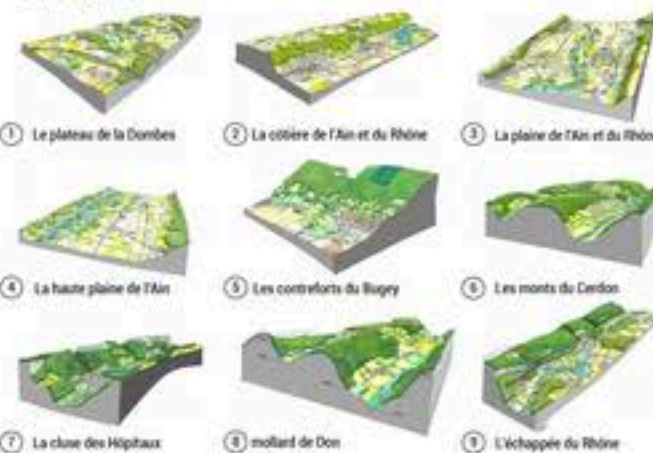 1 Le plateau de la Dombes
2 La côtière de l'Ain et du Rhône
3 La plaine de l'Ain et du Rhône
4 La haute plaine de l'Ain
5 Les contreforts du Bugey
6 Les monts du Cerdon
7 La cluse des Hôpitaux
8 mollard de Don
9 L'échappée du Rhône